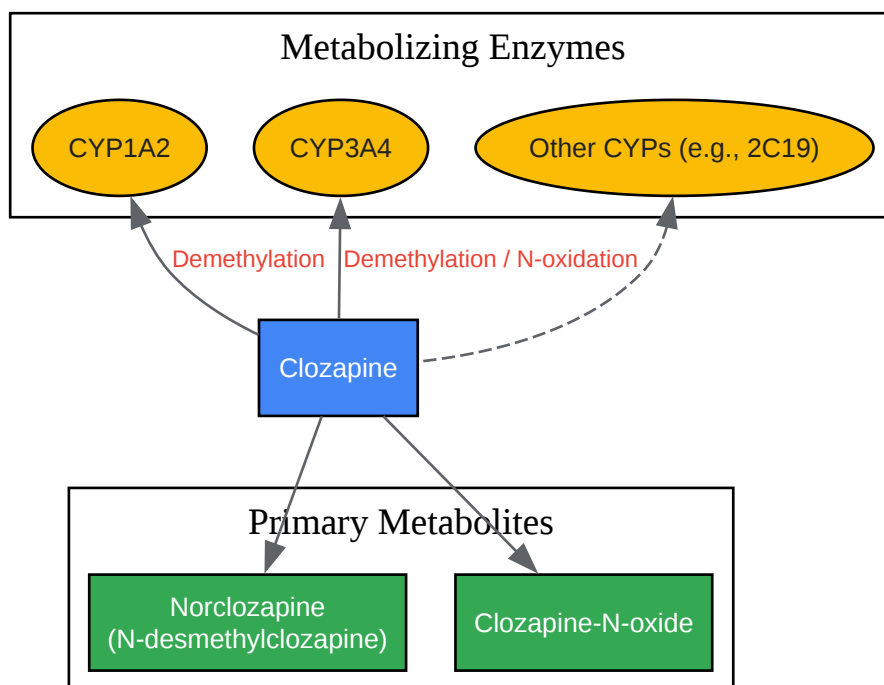 Metabolizing Enzymes
CYP1A2
CYP3A4
Other CYPs (e.g., 2C19)
Demethylation
Demethylation / N-oxidation
Clozapine
Primary Metabolites
Norclozapine
(N-desmethylclozapine)
Clozapine-N-oxide